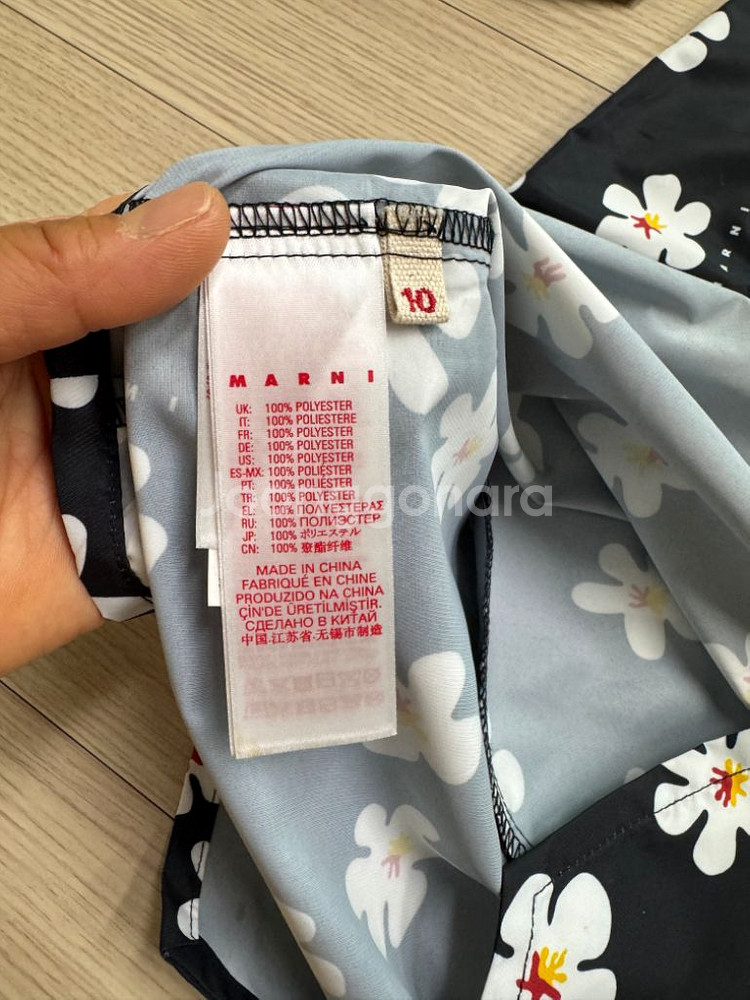 10
MARNI
UK: 100% POLYESTER
IT: 100% POLIESTERE
FR: 100% POLYESTER
DE: 100% POLYESTER
US: 100% POLYESTER
ES-MX: 100% POLIÉSTER
PT: 100% POLIÉSTER
TR: 100% POLYESTER
EL: 100% ΠΟΛΥΕΣΤΕΡΑΣ
RU: 100% ПОЛИЭСТЕР
JP: 100% ポリエステル
CN: 100% 聚酯纤维
MADE IN CHINA
FABRIQUÉ EN CHINE
PRODUZIDO NA CHINA
ÇİN'DE ÜRETİLMİŞTİR.
СДЕЛАНО В КИТАЙ
中国.江苏省.无锡市制造
joonggonara